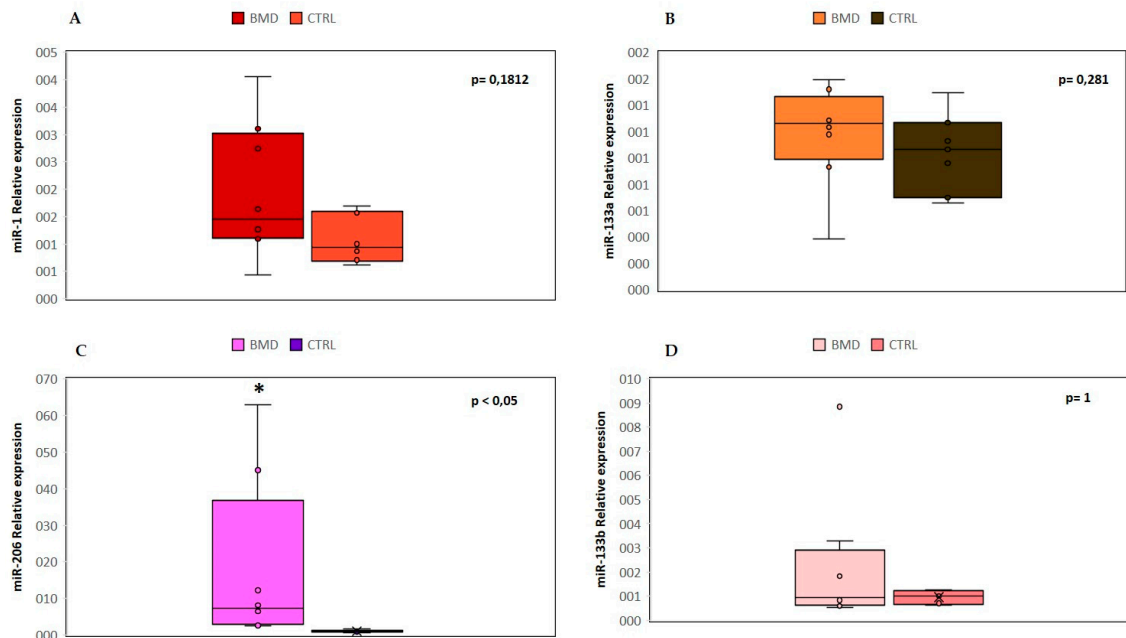 A
BMD CTRL
miR-1 Relative expression
005
004
004
003
003
002
002
001
001
000
p= 0,1812
B
BMD CTRL
miR-133a Relative expression
002
002
001
001
001
001
001
000
000
000
p= 0,281
C
BMD CTRL
miR-206 Relative expression
070
060
050
040
030
020
010
000
*
p < 0,05
D
BMD CTRL
miR-133b Relative expression
010
009
008
007
006
005
004
003
002
001
000
p= 1